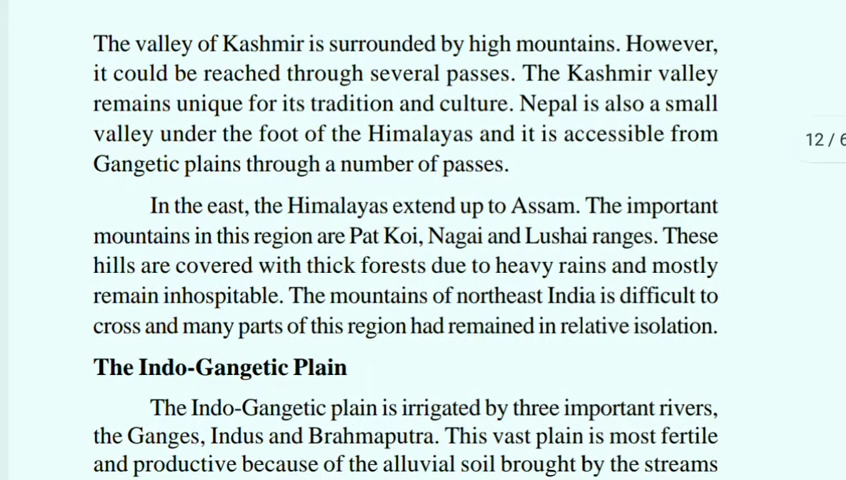 The valley of Kashmir is surrounded by high mountains. However,
it could be reached through several passes. The Kashmir valley
remains unique for its tradition and culture. Nepal is also a small
valley under the foot of the Himalayas and it is accessible from
Gangetic plains through a number of passes.
12 / 6
In the east, the Himalayas extend up to Assam. The important
mountains in this region are Pat Koi, Nagai and Lushai ranges. These
hills are covered with thick forests due to heavy rains and mostly
remain inhospitable. The mountains of northeast India is difficult to
cross and many parts of this region had remained in relative isolation.
The Indo-Gangetic Plain
The Indo-Gangetic plain is irrigated by three important rivers,
the Ganges, Indus and Brahmaputra. This vast plain is most fertile
and productive because of the alluvial soil brought by the streams